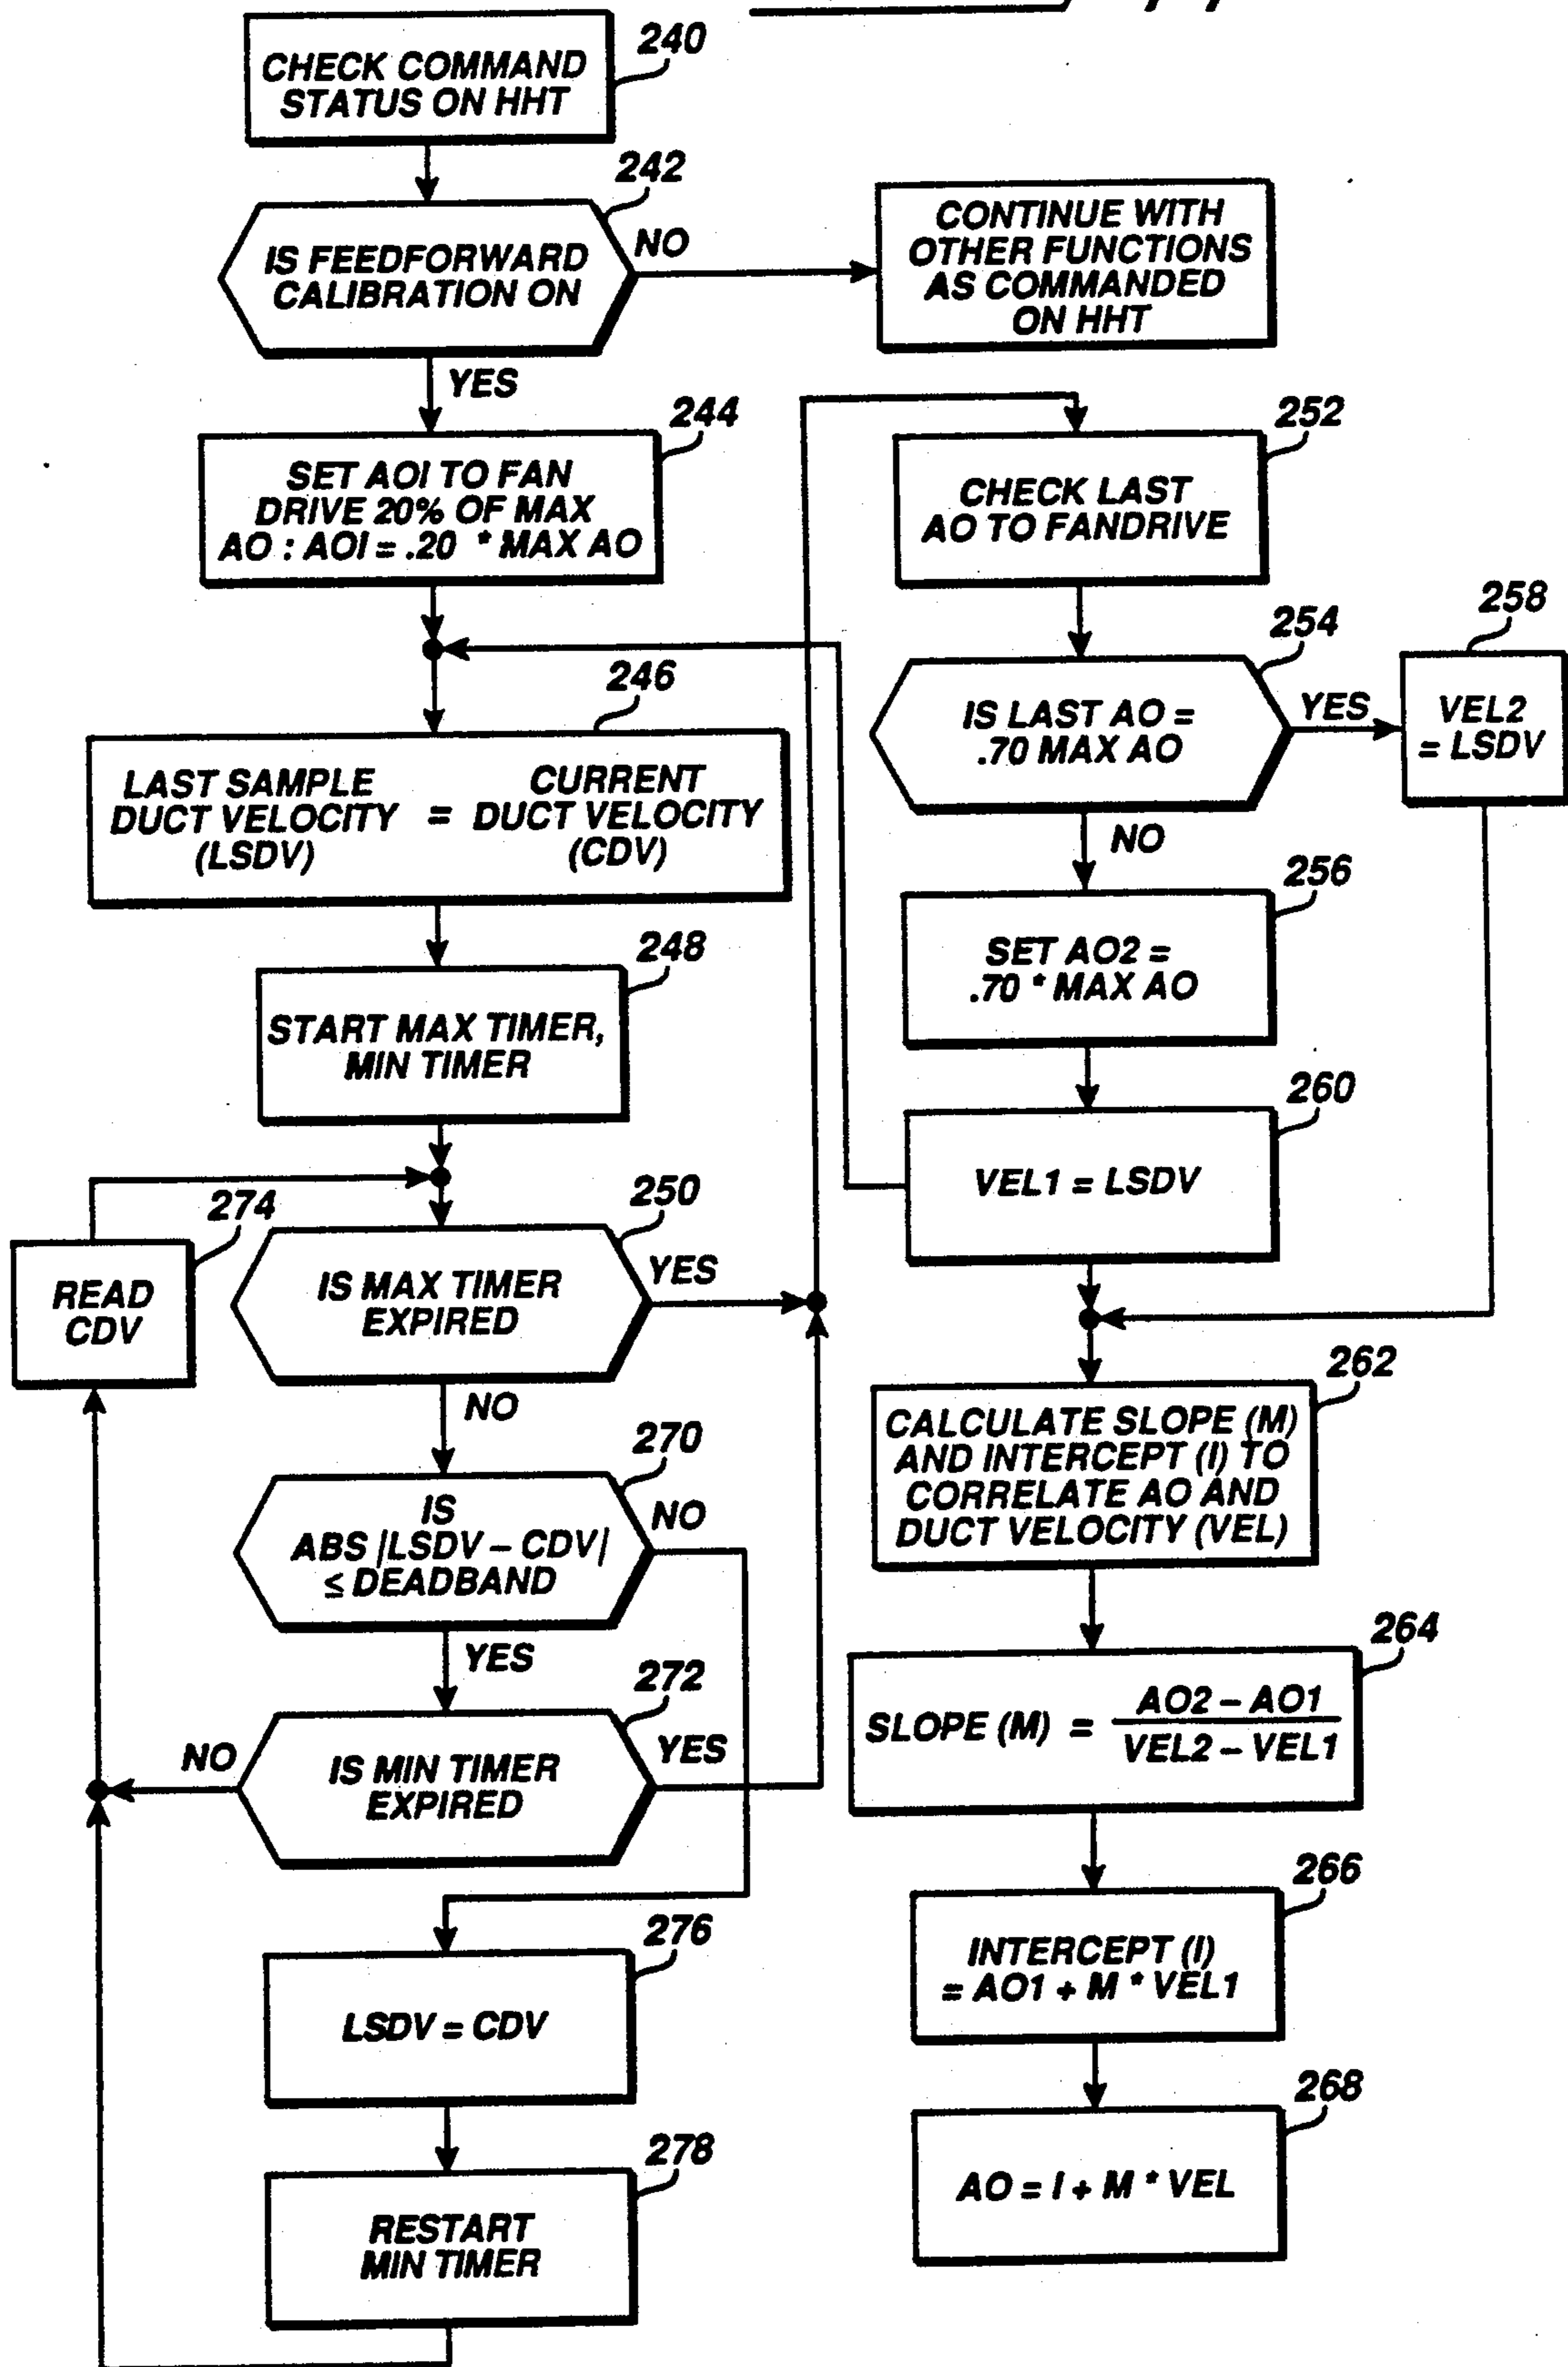 240
CHECK COMMAND
STATUS ON HHT
242
IS FEEDFORWARD
CALIBRATION ON
NO
CONTINUE WITH
OTHER FUNCTIONS
AS COMMANDED
ON HHT
YES
244
SET AOI TO FAN
DRIVE 20% OF MAX
AO : AOI = .20 * MAX AO
246
LAST SAMPLE
DUCT VELOCITY
(LSDV)
=
CURRENT
DUCT VELOCITY
(CDV)
248
START MAX TIMER,
MIN TIMER
274
READ
CDV
250
IS MAX TIMER
EXPIRED
YES
NO
270
IS
ABS |LSDV – CDV|
≤ DEADBAND
NO
YES
272
IS MIN TIMER
EXPIRED
NO
YES
276
LSDV = CDV
278
RESTART
MIN TIMER
252
CHECK LAST
AO TO FANDRIVE
254
IS LAST AO =
.70 MAX AO
YES
258
VEL2
= LSDV
NO
256
SET AO2 =
.70 * MAX AO
260
VEL1 = LSDV
262
CALCULATE SLOPE (M)
AND INTERCEPT (I) TO
CORRELATE AO AND
DUCT VELOCITY (VEL)
264
SLOPE (M) =
AO2 – AO1
VEL2 – VEL1
266
INTERCEPT (I)
= AO1 + M * VEL1
268
AO = I + M * VEL